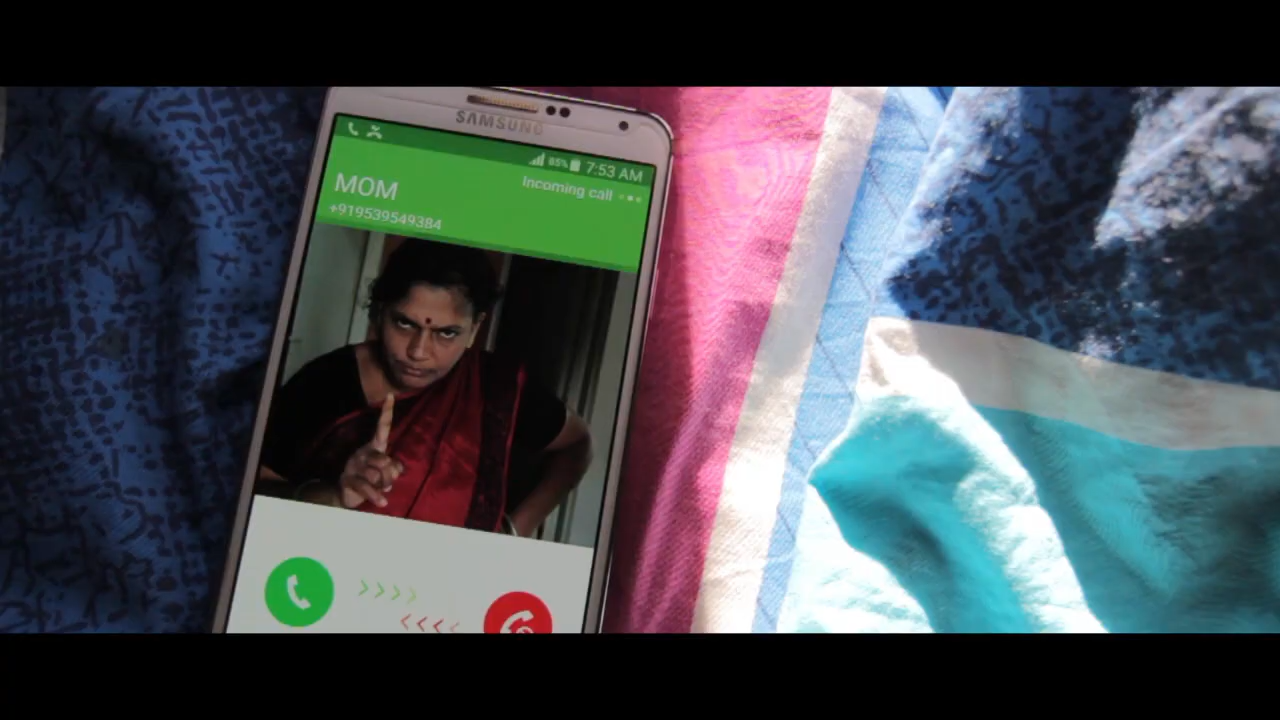 SAMSUNG
85% 7:53 AM
MOM
Incoming call
+919539549384